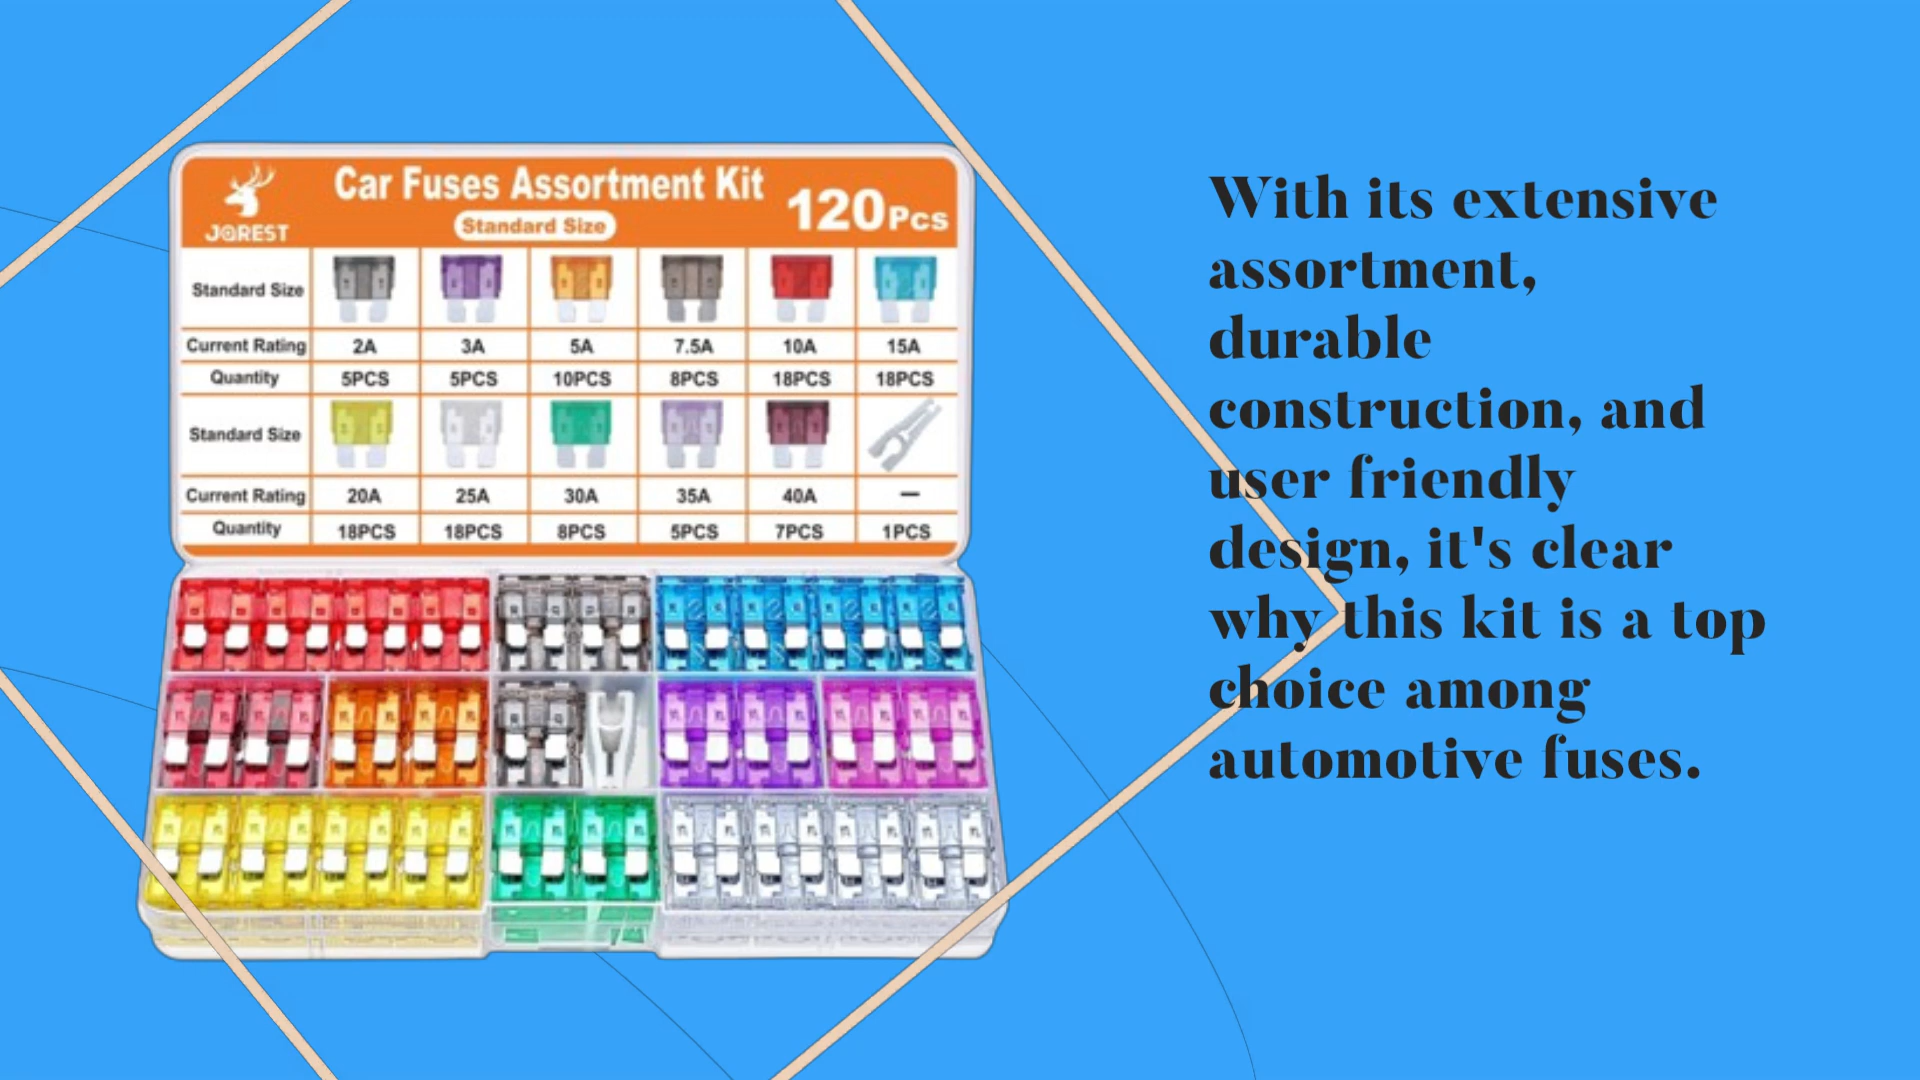 Car Fuses Assortment Kit
120Pcs
Standard Size
JOREST
Standard Size
Current Rating 2A 3A 5A 7.5A 10A 15A
Quantity 5PCS 5PCS 10PCS 8PCS 18PCS 18PCS
Standard Size
Current Rating 20A 25A 30A 35A 40A —
Quantity 18PCS 18PCS 8PCS 5PCS 7PCS 1PCS
With its extensive
assortment,
durable
construction, and
user friendly
design, it's clear
why this kit is a top
choice among
automotive fuses.